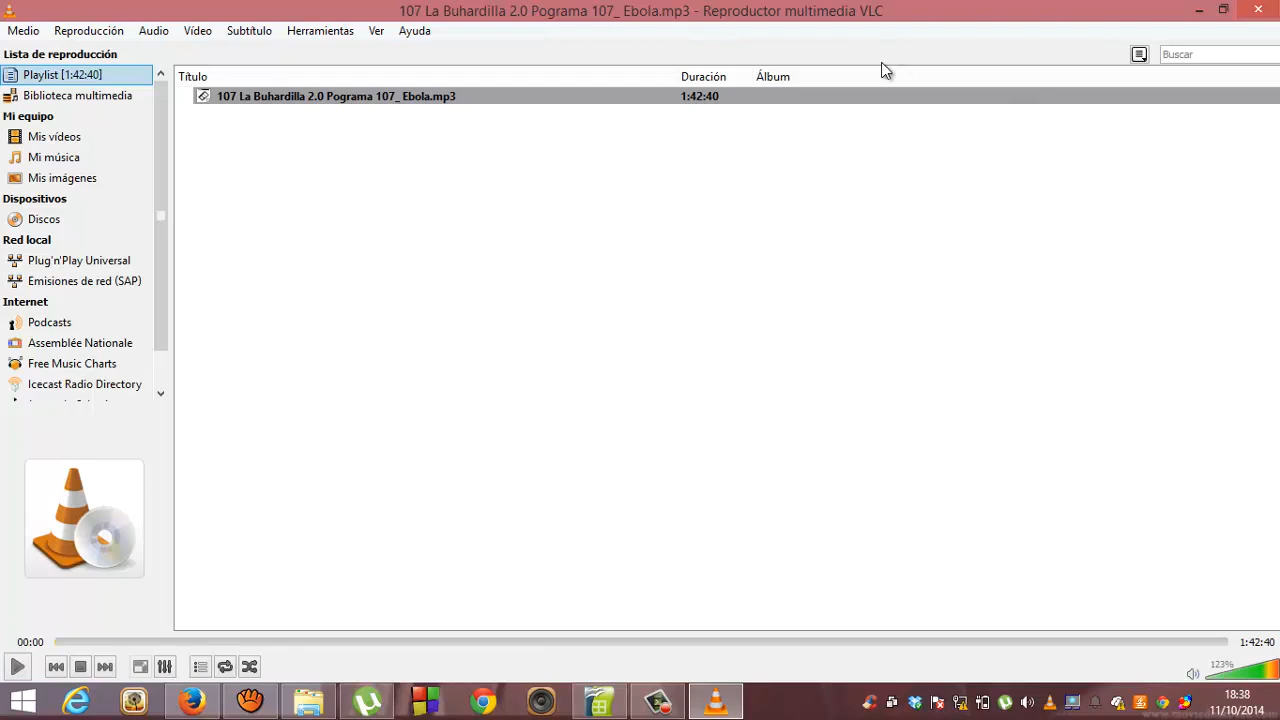 107 La Buhardilla 2.0 Pograma 107_ Ebola.mp3 - Reproductor multimedia VLC
Medio Reproducción Audio Vídeo Subtítulo Herramientas Ver Ayuda
Lista de reproducción
Buscar
Playlist [1:42:40]
Título Duración Álbum
107 La Buhardilla 2.0 Pograma 107_ Ebola.mp3 1:42:40
Biblioteca multimedia
Mi equipo
Mis vídeos
Mi música
Mis imágenes
Dispositivos
Discos
Red local
Plug'n'Play Universal
Emisiones de red (SAP)
Internet
Podcasts
Assemblée Nationale
Free Music Charts
Icecast Radio Directory
00:00 1:42:40
123%
18:38
11/10/2014